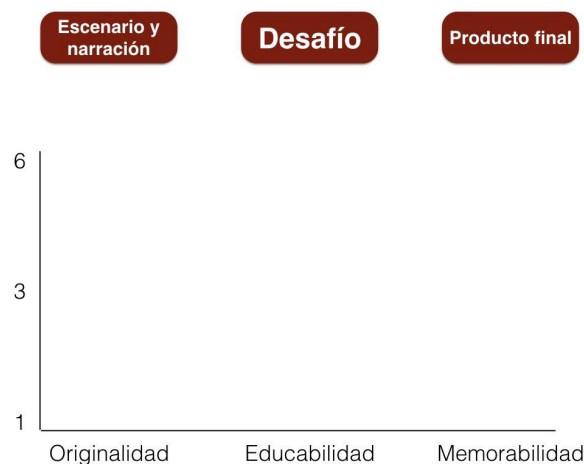 Escenario y
narración
Desafío
Producto final
6
3
1
Originalidad
Educabilidad
Memorabilidad